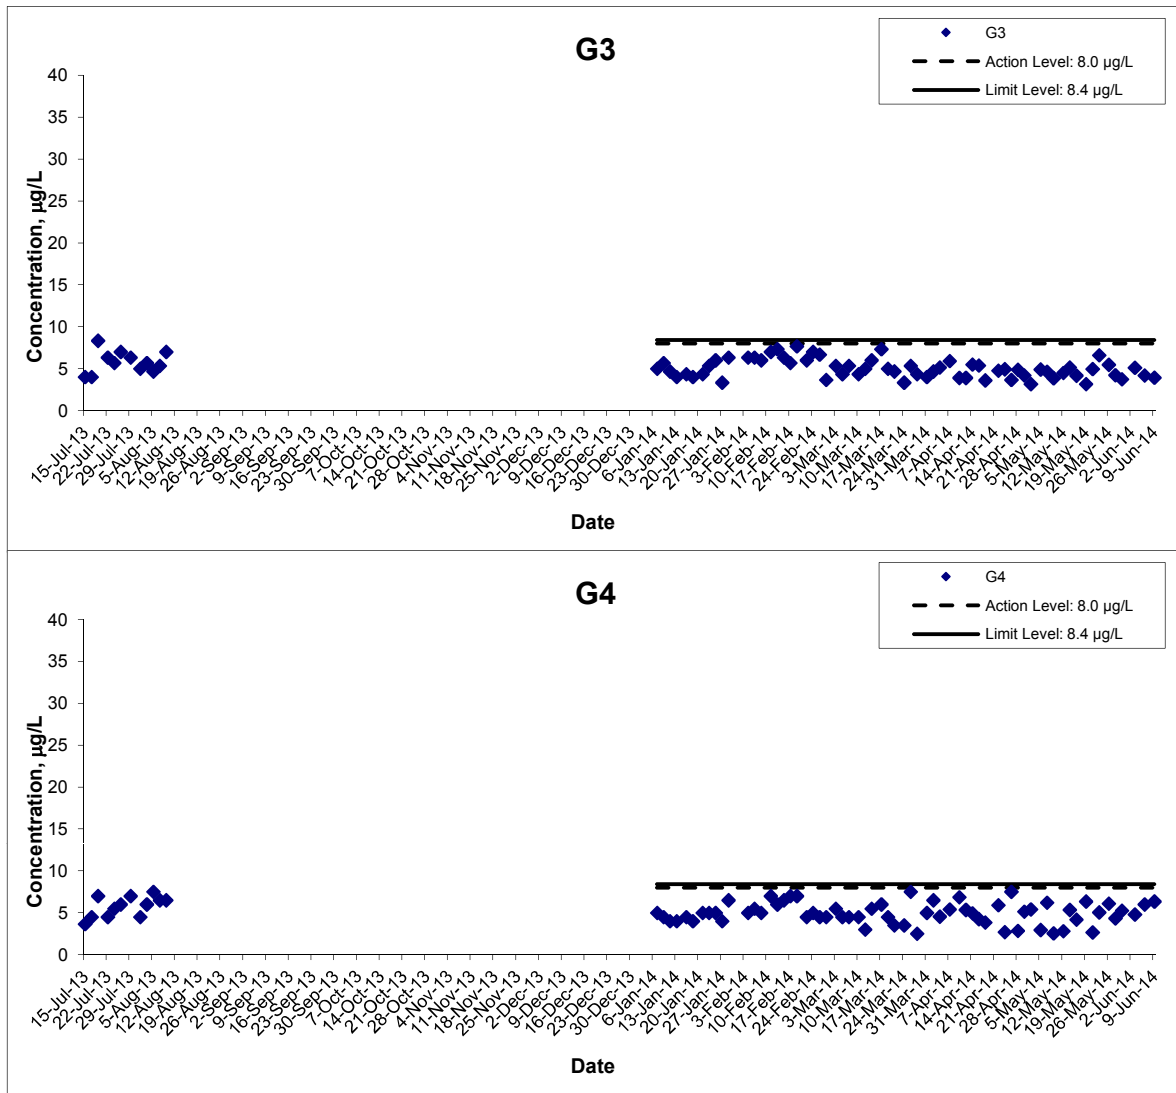 G3
G3
Action Level: 8.0 µg/L
Limit Level: 8.4 µg/L
Concentration, µg/L
40
35
30
25
20
15
10
5
0
15-Jul-13
22-Jul-13
29-Jul-13
5-Aug-13
12-Aug-13
19-Aug-13
26-Aug-13
2-Sep-13
9-Sep-13
16-Sep-13
23-Sep-13
30-Sep-13
7-Oct-13
14-Oct-13
21-Oct-13
28-Oct-13
4-Nov-13
11-Nov-13
18-Nov-13
25-Nov-13
2-Dec-13
9-Dec-13
16-Dec-13
23-Dec-13
30-Dec-13
6-Jan-14
13-Jan-14
20-Jan-14
27-Jan-14
3-Feb-14
10-Feb-14
17-Feb-14
24-Feb-14
3-Mar-14
10-Mar-14
17-Mar-14
24-Mar-14
31-Mar-14
7-Apr-14
14-Apr-14
21-Apr-14
28-Apr-14
5-May-14
12-May-14
19-May-14
26-May-14
2-Jun-14
9-Jun-14
Date
G4
G4
Action Level: 8.0 µg/L
Limit Level: 8.4 µg/L
Concentration, µg/L
40
35
30
25
20
15
10
5
0
15-Jul-13
22-Jul-13
29-Jul-13
5-Aug-13
12-Aug-13
19-Aug-13
26-Aug-13
2-Sep-13
9-Sep-13
16-Sep-13
23-Sep-13
30-Sep-13
7-Oct-13
14-Oct-13
21-Oct-13
28-Oct-13
4-Nov-13
11-Nov-13
18-Nov-13
25-Nov-13
2-Dec-13
9-Dec-13
16-Dec-13
23-Dec-13
30-Dec-13
6-Jan-14
13-Jan-14
20-Jan-14
27-Jan-14
3-Feb-14
10-Feb-14
17-Feb-14
24-Feb-14
3-Mar-14
10-Mar-14
17-Mar-14
24-Mar-14
31-Mar-14
7-Apr-14
14-Apr-14
21-Apr-14
28-Apr-14
5-May-14
12-May-14
19-May-14
26-May-14
2-Jun-14
9-Jun-14
Date